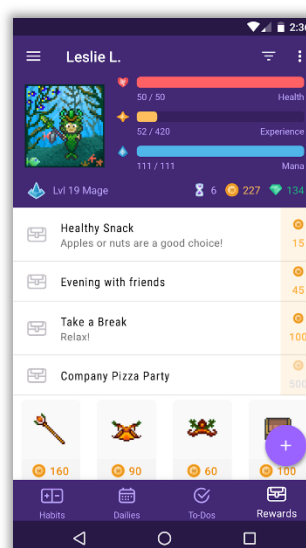 2:36
Leslie L.
50 / 50 Health
52 / 420 Experience
111 / 111 Mana
Lvl 19 Mage 6 227 134
Healthy Snack
Apples or nuts are a good choice!
15
Evening with friends
45
Take a Break
Relax!
100
Company Pizza Party
500
160 90 60 100
+
Habits Dailies To-Dos Rewards